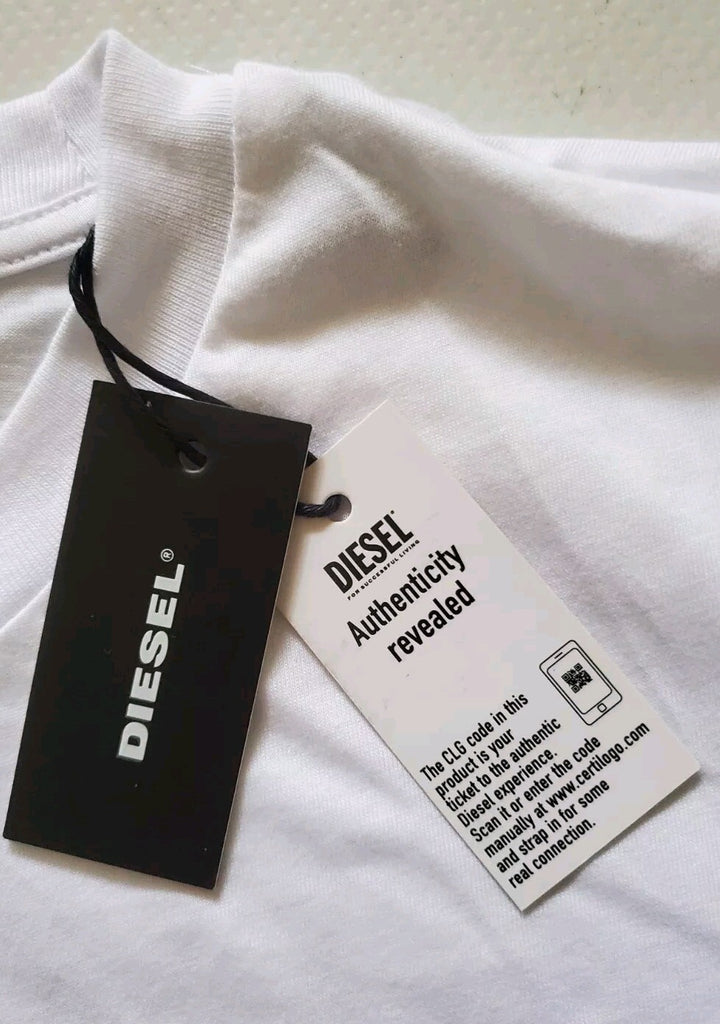 DIESEL®
DIESEL
FOR SUCCESSFUL LIVING
Authenticity
revealed
The CLG code in this
product is your
ticket to the authentic
Diesel experience.
Scan it or enter the code
manually at www.certilogo.com
and strap in for some
real connection.